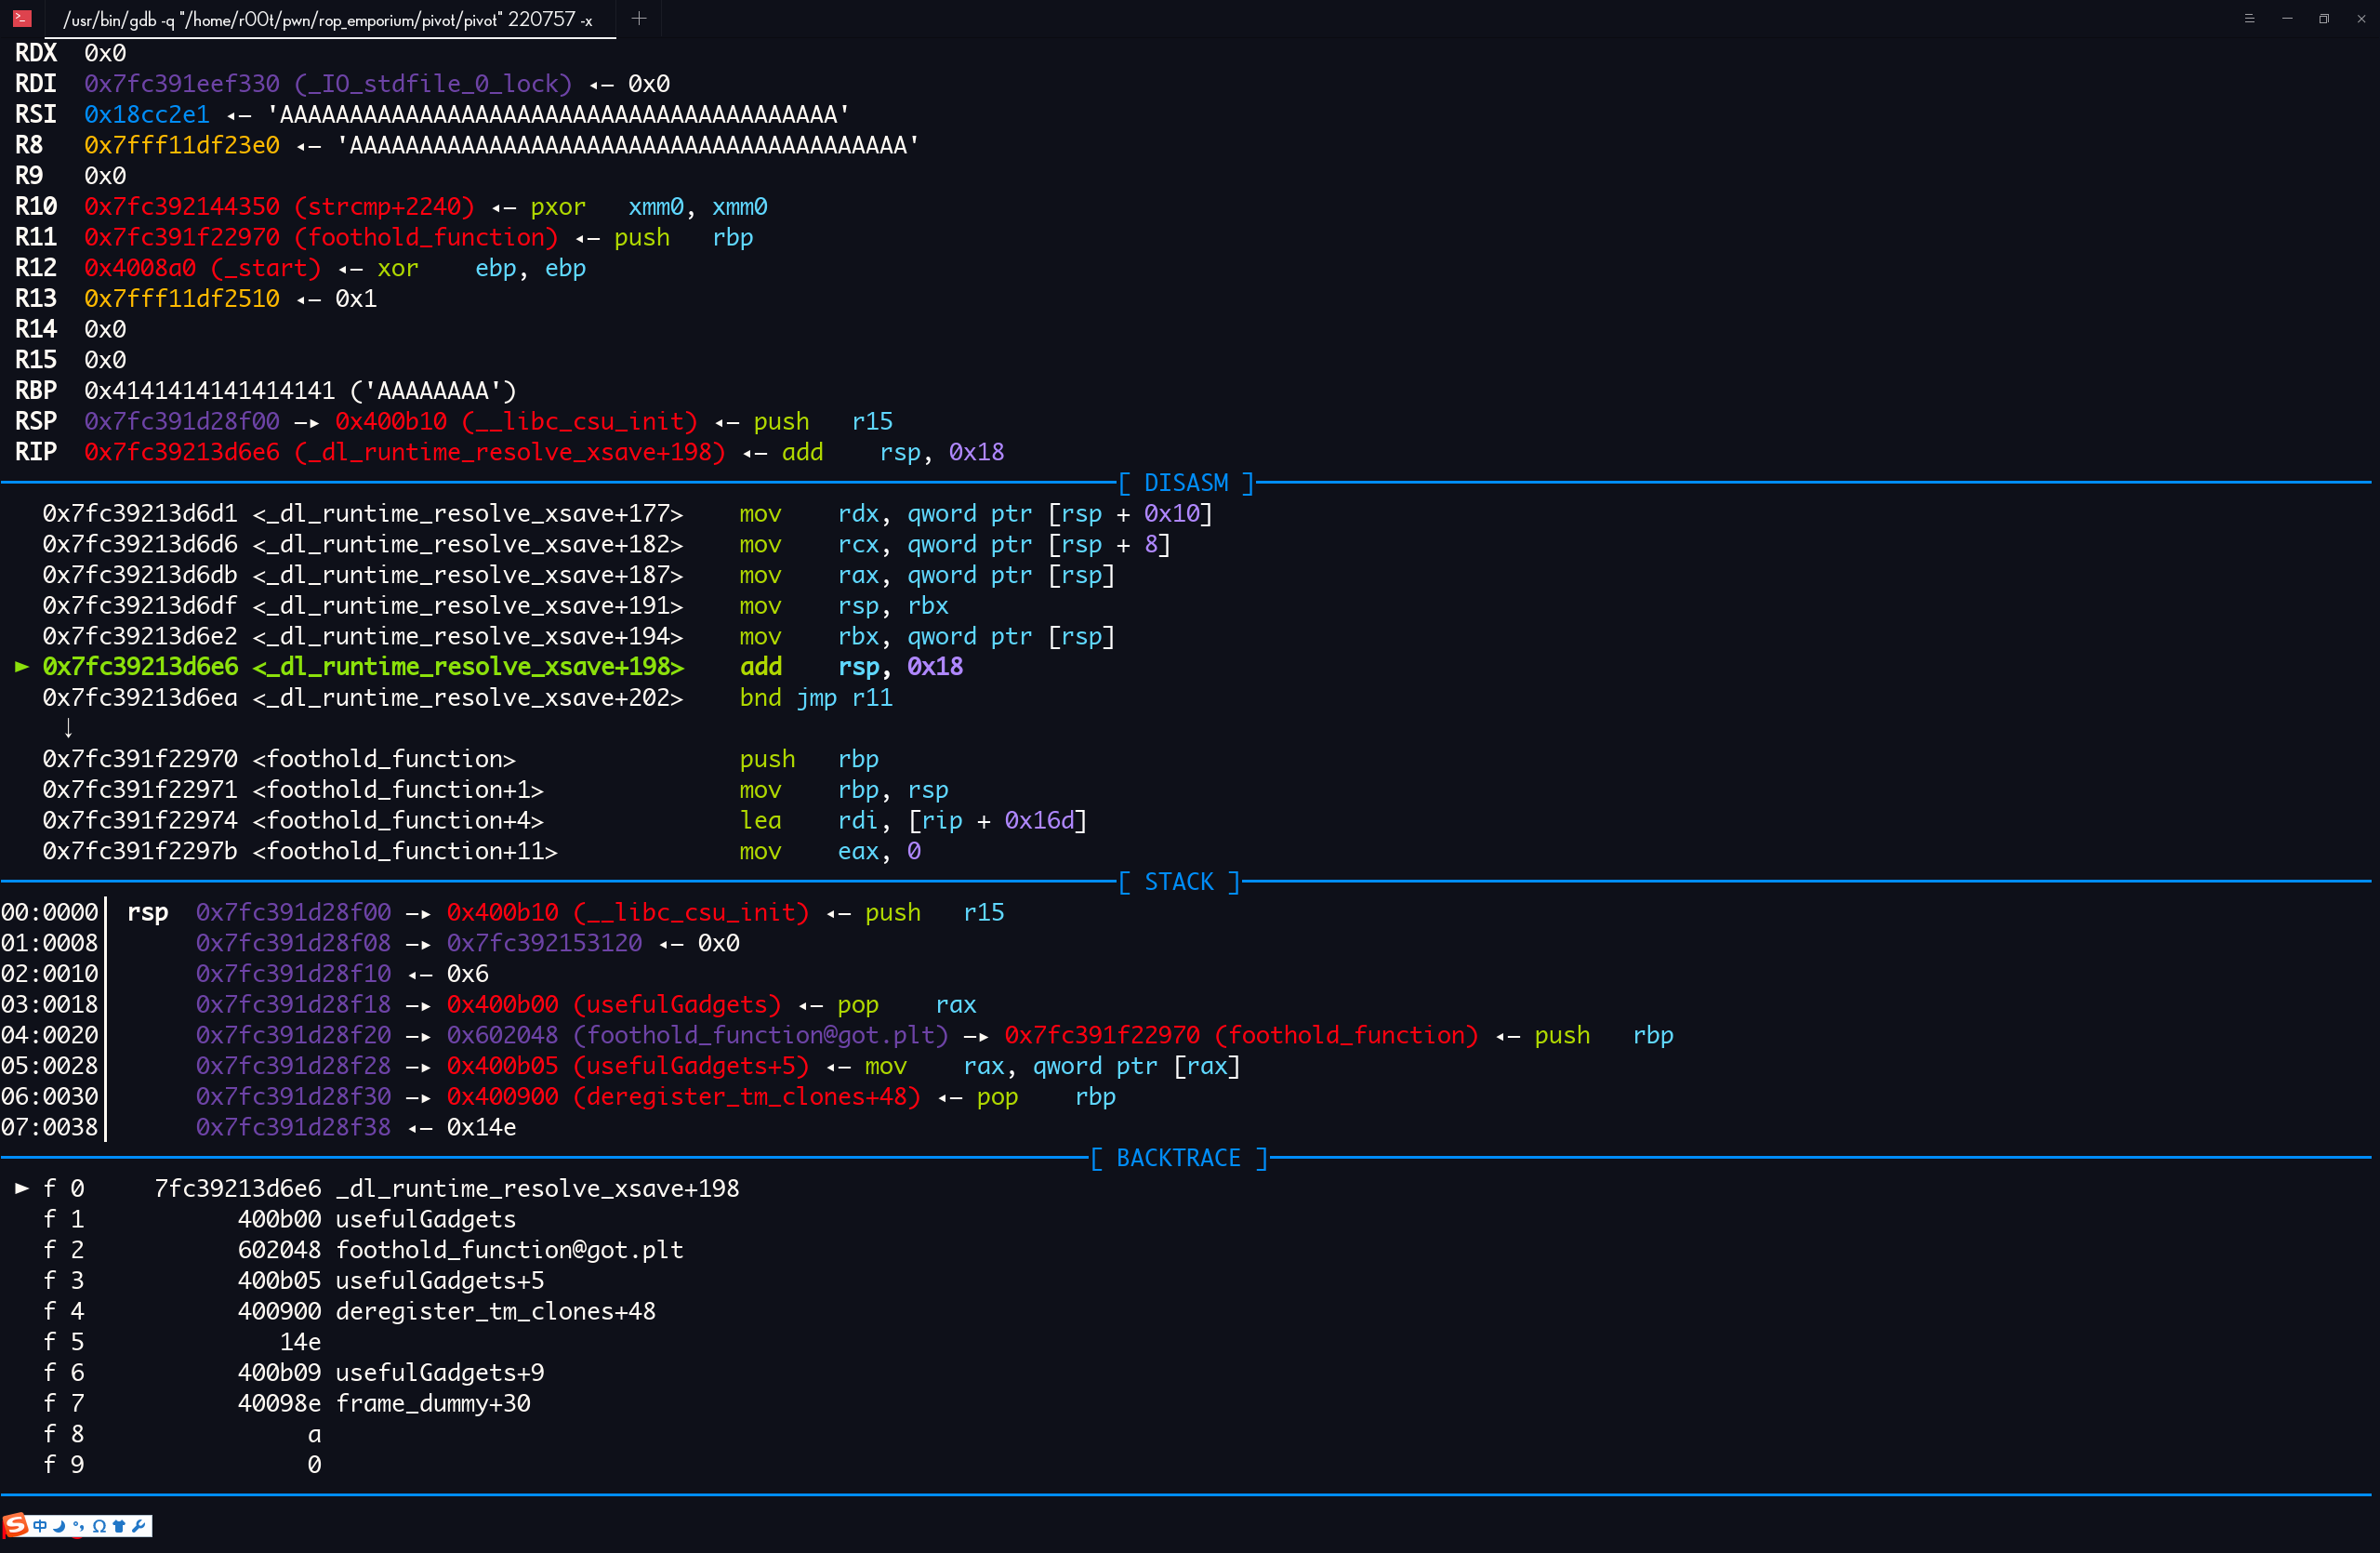 /usr/bin/gdb -q "/home/r00t/pwn/rop_emporium/pivot/pivot" 220757 -x
RDX  0x0
RDI  0x7fc391eef330 (_IO_stdfile_0_lock) ◂— 0x0
RSI  0x18cc2e1 ◂— 'AAAAAAAAAAAAAAAAAAAAAAAAAAAAAAAAAAAAAAAA'
R8   0x7fff11df23e0 ◂— 'AAAAAAAAAAAAAAAAAAAAAAAAAAAAAAAAAAAAAAAA'
R9   0x0
R10  0x7fc392144350 (strcmp+2240) ◂— pxor   xmm0, xmm0
R11  0x7fc391f22970 (foothold_function) ◂— push   rbp
R12  0x4008a0 (_start) ◂— xor    ebp, ebp
R13  0x7fff11df2510 ◂— 0x1
R14  0x0
R15  0x0
RBP  0x4141414141414141 ('AAAAAAAA')
RSP  0x7fc391d28f00 —▸ 0x400b10 (__libc_csu_init) ◂— push   r15
RIP  0x7fc39213d6e6 (_dl_runtime_resolve_xsave+198) ◂— add    rsp, 0x18
[ DISASM ]
0x7fc39213d6d1 <_dl_runtime_resolve_xsave+177>    mov    rdx, qword ptr [rsp + 0x10]
0x7fc39213d6d6 <_dl_runtime_resolve_xsave+182>    mov    rcx, qword ptr [rsp + 8]
0x7fc39213d6db <_dl_runtime_resolve_xsave+187>    mov    rax, qword ptr [rsp]
0x7fc39213d6df <_dl_runtime_resolve_xsave+191>    mov    rsp, rbx
0x7fc39213d6e2 <_dl_runtime_resolve_xsave+194>    mov    rbx, qword ptr [rsp]
► 0x7fc39213d6e6 <_dl_runtime_resolve_xsave+198>    add    rsp, 0x18
0x7fc39213d6ea <_dl_runtime_resolve_xsave+202>    bnd jmp r11
↓
0x7fc391f22970 <foothold_function>                push   rbp
0x7fc391f22971 <foothold_function+1>              mov    rbp, rsp
0x7fc391f22974 <foothold_function+4>              lea    rdi, [rip + 0x16d]
0x7fc391f2297b <foothold_function+11>             mov    eax, 0
[ STACK ]
00:0000│ rsp  0x7fc391d28f00 —▸ 0x400b10 (__libc_csu_init) ◂— push   r15
01:0008│      0x7fc391d28f08 —▸ 0x7fc392153120 ◂— 0x0
02:0010│      0x7fc391d28f10 ◂— 0x6
03:0018│      0x7fc391d28f18 —▸ 0x400b00 (usefulGadgets) ◂— pop    rax
04:0020│      0x7fc391d28f20 —▸ 0x602048 (foothold_function@got.plt) —▸ 0x7fc391f22970 (foothold_function) ◂— push   rbp
05:0028│      0x7fc391d28f28 —▸ 0x400b05 (usefulGadgets+5) ◂— mov    rax, qword ptr [rax]
06:0030│      0x7fc391d28f30 —▸ 0x400900 (deregister_tm_clones+48) ◂— pop    rbp
07:0038│      0x7fc391d28f38 ◂— 0x14e
[ BACKTRACE ]
► f 0     7fc39213d6e6 _dl_runtime_resolve_xsave+198
f 1           400b00 usefulGadgets
f 2           602048 foothold_function@got.plt
f 3           400b05 usefulGadgets+5
f 4           400900 deregister_tm_clones+48
f 5              14e
f 6           400b09 usefulGadgets+9
f 7           40098e frame_dummy+30
f 8                a
f 9                0
S 中